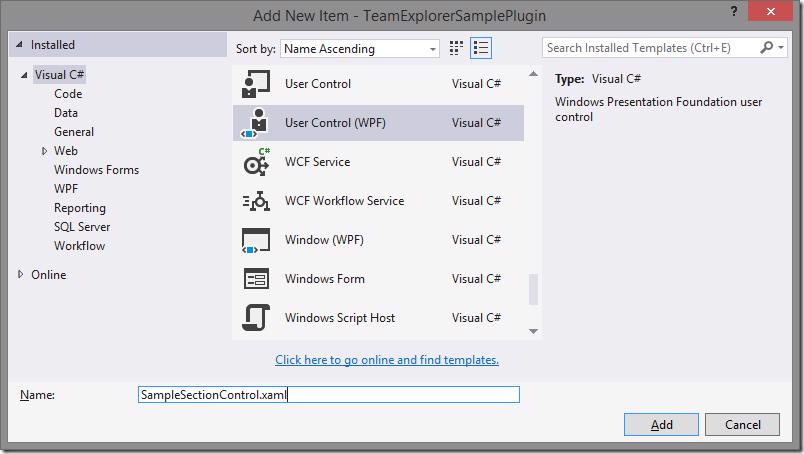 Add New Item - TeamExplorerSamplePlugin
?
X
Installed
Sort by: Name Ascending
Search Installed Templates (Ctrl+E)
Visual C#
Code
Data
General
Web
Windows Forms
WPF
Reporting
SQL Server
Workflow
Online
User Control Visual C#
User Control (WPF) Visual C#
C#
WCF Service Visual C#
WCF Workflow Service Visual C#
Window (WPF) Visual C#
Windows Form Visual C#
Windows Script Host Visual C#
Type: Visual C#
Windows Presentation Foundation user
control
Click here to go online and find templates.
Name: SampleSectionControl.xaml
Add Cancel